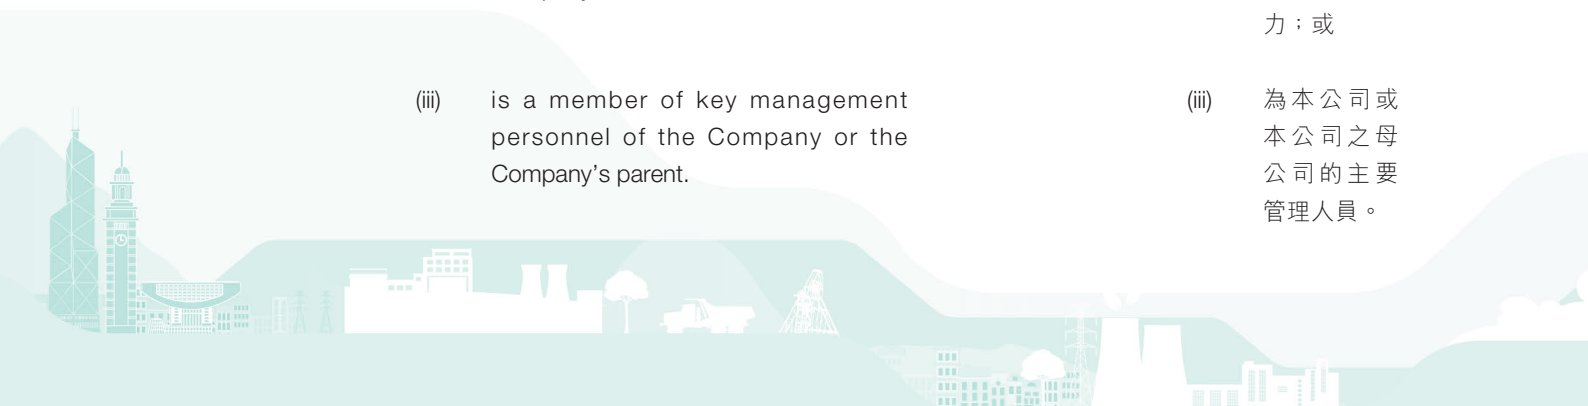 (iii) is a member of key management
personnel of the Company or the
Company’s parent.
力；或
(iii) 為本公司或
本公司之母
公司的主要
管理人員。